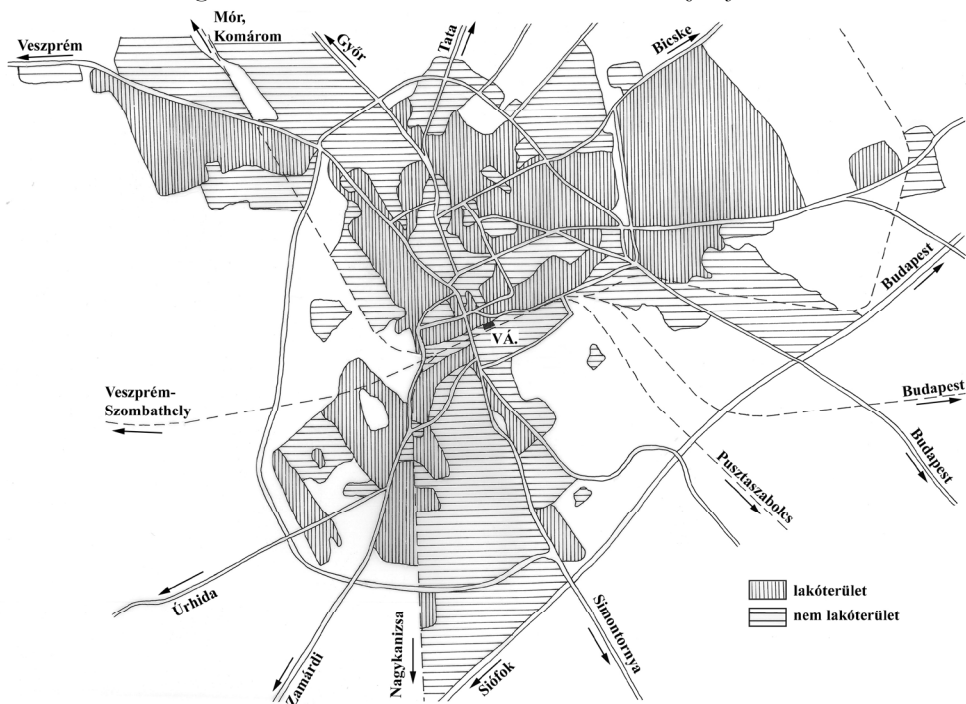 Mór,
Komárom
Veszprém
Győr
Tata
Bicske
Budapest
VÁ.
Veszprém-
Szombathely
Budapest
Budapest
Pusztaszabolcs
Úrhida
Zamárdi
Nagykanizsa
Siófok
Simontornya
lakóterület
nem lakóterület